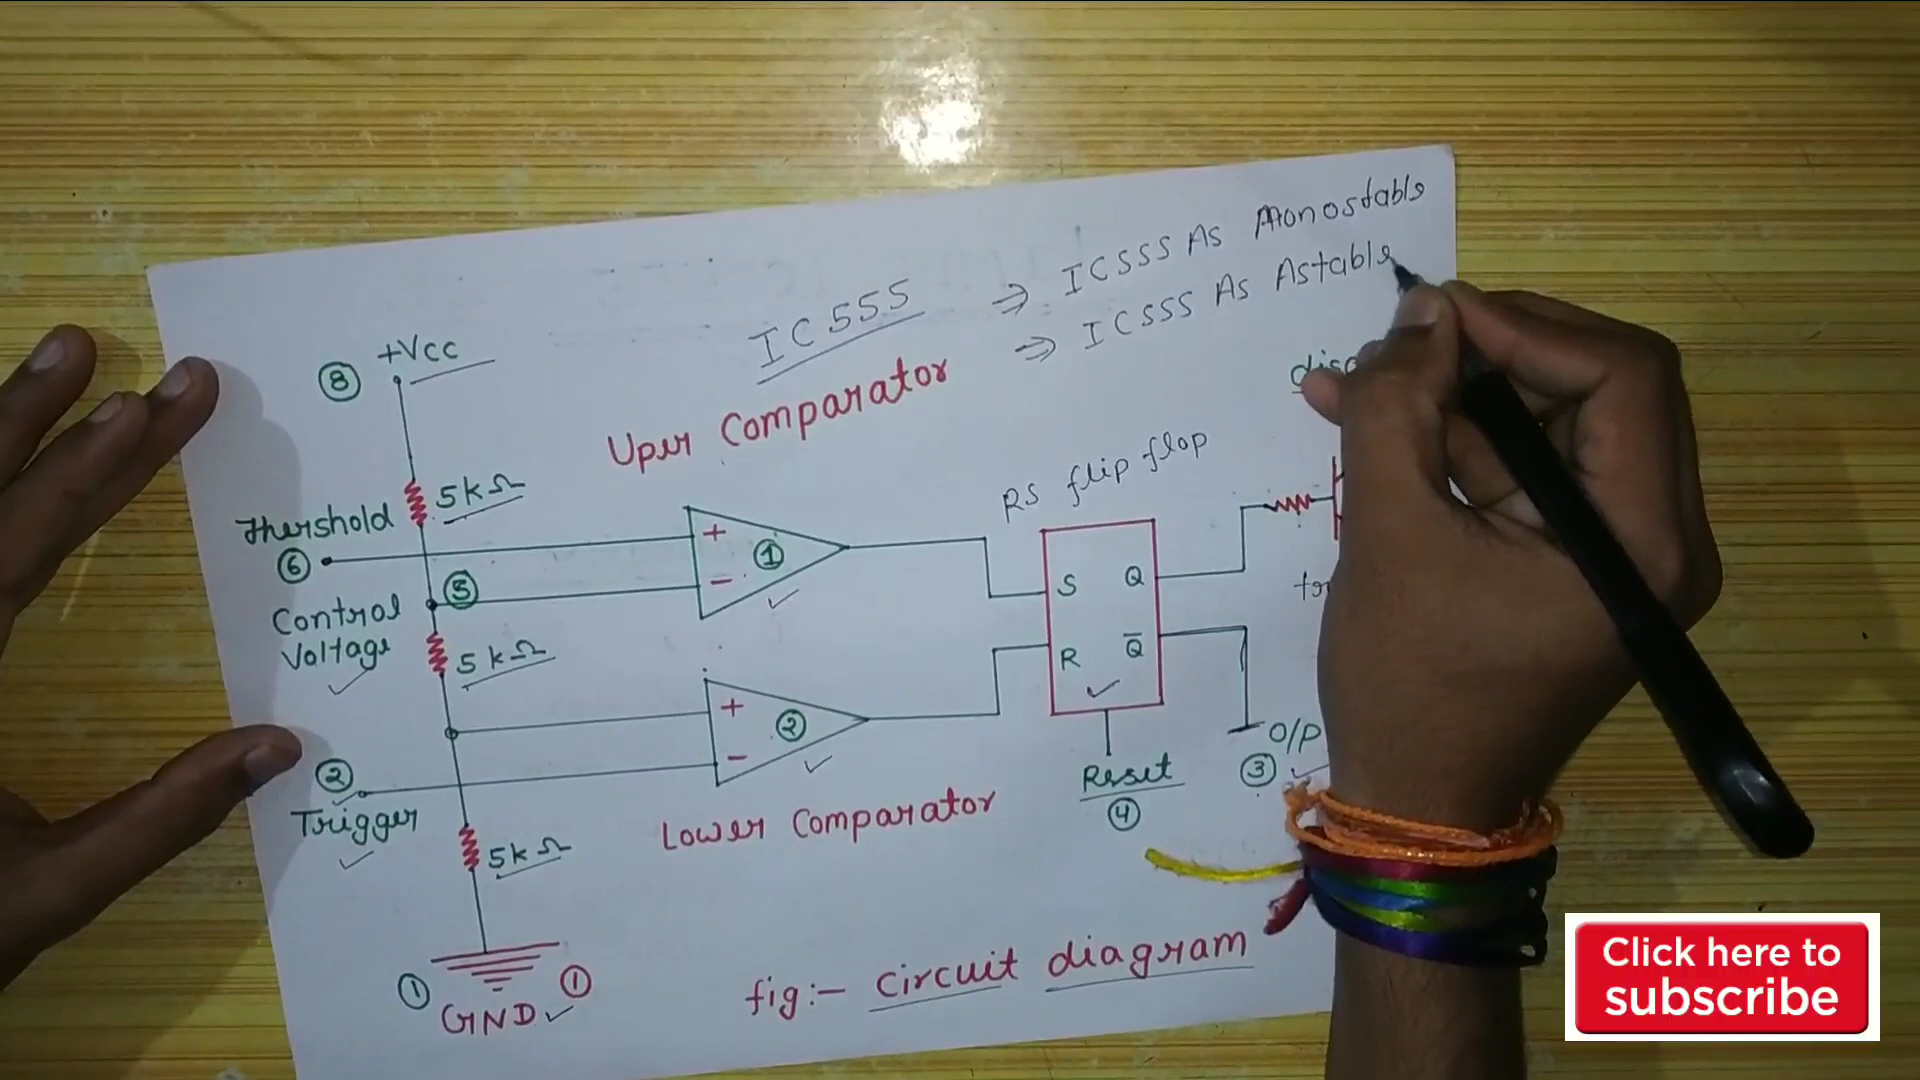 IC555
⇒ IC555 As Monostable
⇒ IC555 As Astable
+Vcc
8
Uper Comparator
5kΩ
RS flip flop
Thershold
6
+
1
-
5
S
Q
Control
Voltage
5kΩ
R
Q̅
+
2
-
O/P
3
2
Trigger
Reset
4
Lower Comparator
5kΩ
1
1
GND
fig:- circuit diagram
Click here to
subscribe